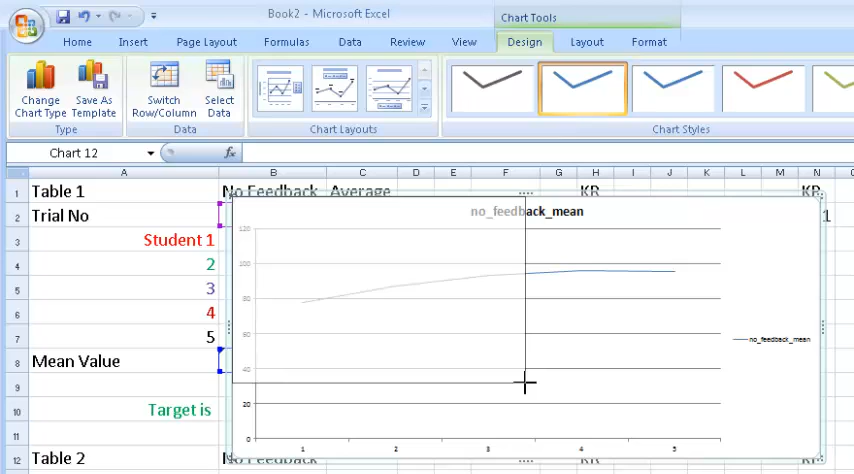 Book2 - Microsoft Excel
Chart Tools
Home Insert Page Layout Formulas Data Review View Design Layout Format
Change Chart Type
Save As Template
Switch Row/Column
Select Data
Type Data Chart Layouts Chart Styles
Chart 12 fx
A B C D E F G H I J K L M N
1 Table 1 No Feedback Average KR KR
2 Trial No 1
3 Student 1
4 2
5 3
6 4
7 5
8 Mean Value
9
10 Target is
11
12 Table 2
no_feedback_mean
120
100
80
60
40
20
0
1 2 3 4 5
no_feedback_mean